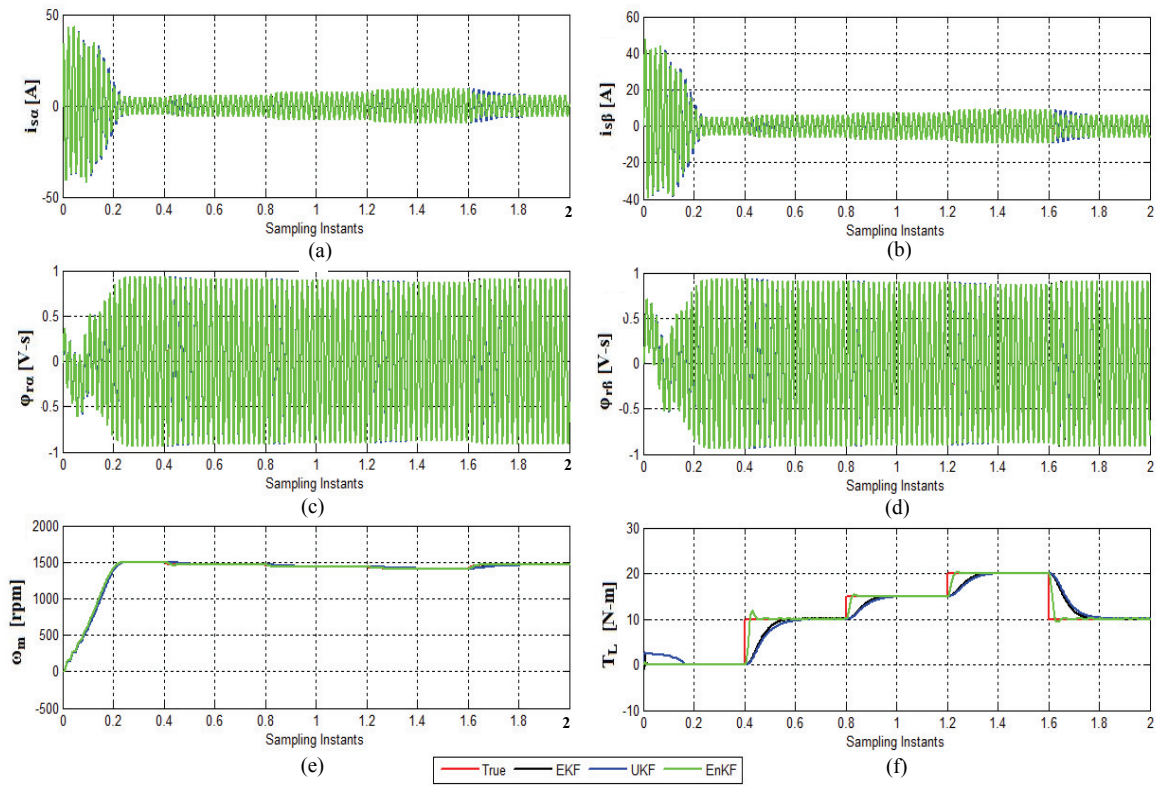 50
0
-50
i_sα [A]
0 0.2 0.4 0.6 0.8 1 1.2 1.4 1.6 1.8 2
Sampling Instants
(a)
60
40
20
0
-20
-40
i_sβ [A]
0 0.2 0.4 0.6 0.8 1 1.2 1.4 1.6 1.8 2
Sampling Instants
(b)
1
0.5
0
-0.5
-1
φ_rα [V-s]
0 0.2 0.4 0.6 0.8 1 1.2 1.4 1.6 1.8 2
Sampling Instants
(c)
1
0.5
0
-0.5
-1
φ_rβ [V-s]
0 0.2 0.4 0.6 0.8 1 1.2 1.4 1.6 1.8 2
Sampling Instants
(d)
2000
1500
1000
500
0
-500
ω_m [rpm]
0 0.2 0.4 0.6 0.8 1 1.2 1.4 1.6 1.8 2
Sampling Instants
(e)
30
20
10
0
-10
T_L [N-m]
0 0.2 0.4 0.6 0.8 1 1.2 1.4 1.6 1.8 2
Sampling Instants
(f)
True EKF UKF EnKF